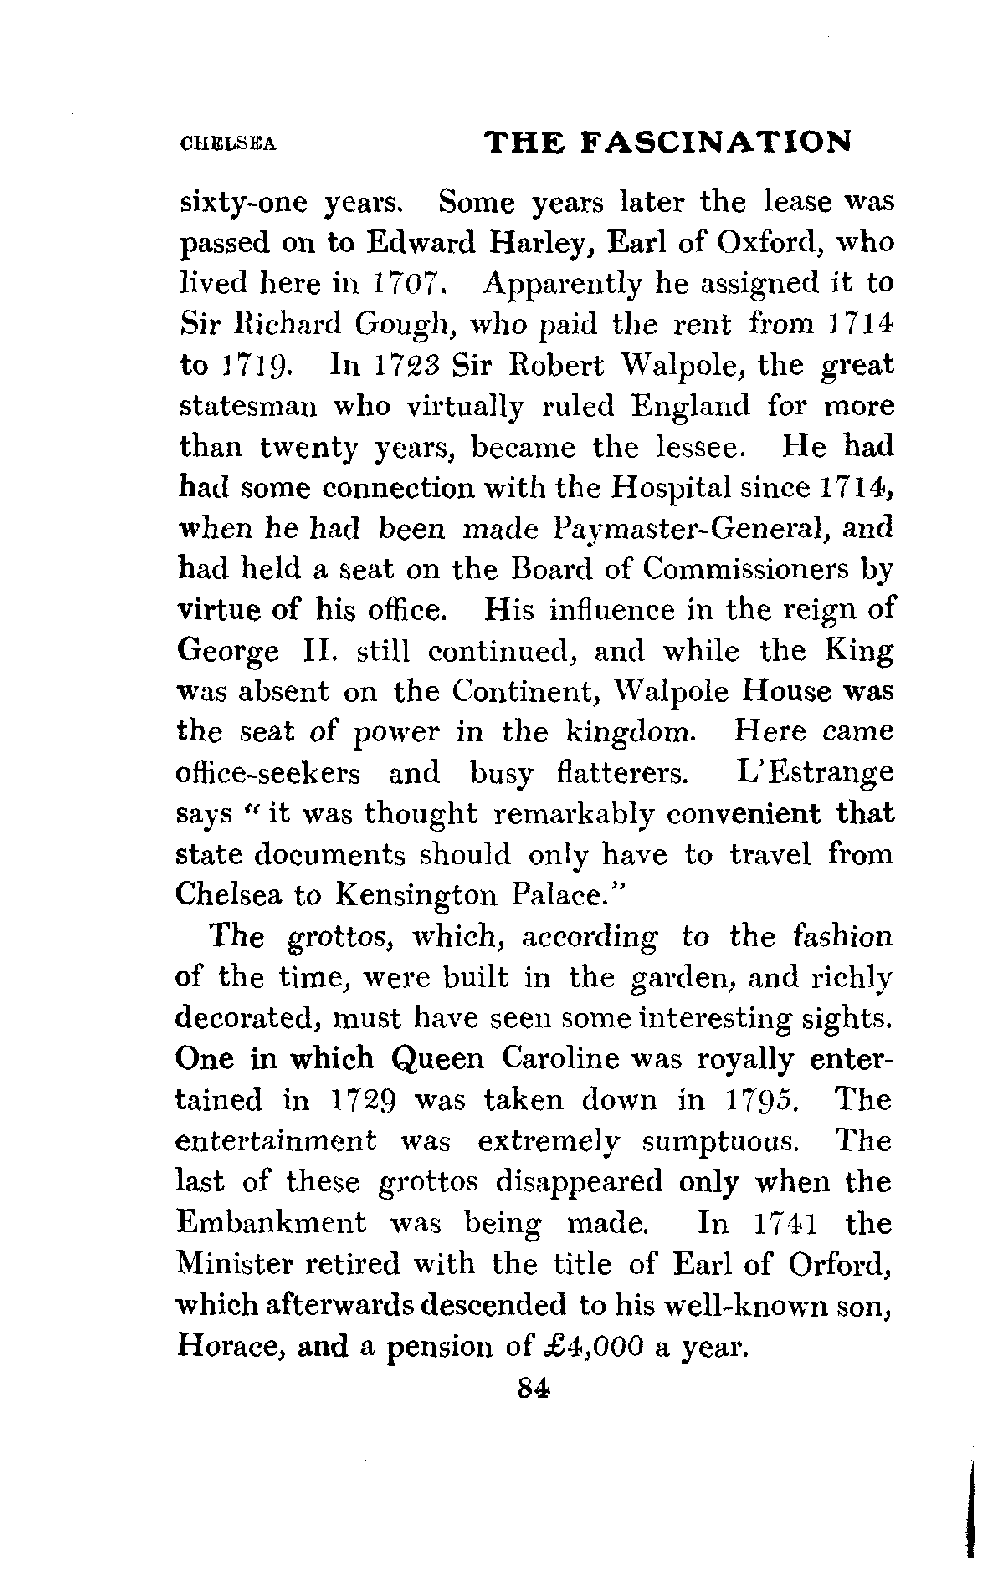 CHELSEA THE FASCINATION
sixty-one years. Some years later the lease was
passed on to Edward Harley, Earl of Oxford, who
lived here in 1707. Apparently he assigned it to
Sir Richard Gough, who paid the rent from 1714
to 1719. In 1723 Sir Robert Walpole, the great
statesman who virtually ruled England for more
than twenty years, became the lessee. He had
had some connection with the Hospital since 1714,
when he had been made Paymaster-General, and
had held a seat on the Board of Commissioners by
virtue of his office. His influence in the reign of
George II. still continued, and while the King
was absent on the Continent, Walpole House was
the seat of power in the kingdom. Here came
office-seekers and busy flatterers. L'Estrange
says "it was thought remarkably convenient that
state documents should only have to travel from
Chelsea to Kensington Palace."
The grottos, which, according to the fashion
of the time, were built in the garden, and richly
decorated, must have seen some interesting sights.
One in which Queen Caroline was royally enter-
tained in 1729 was taken down in 1795. The
entertainment was extremely sumptuous. The
last of these grottos disappeared only when the
Embankment was being made. In 1741 the
Minister retired with the title of Earl of Orford,
which afterwards descended to his well-known son,
Horace, and a pension of £4,000 a year.
84